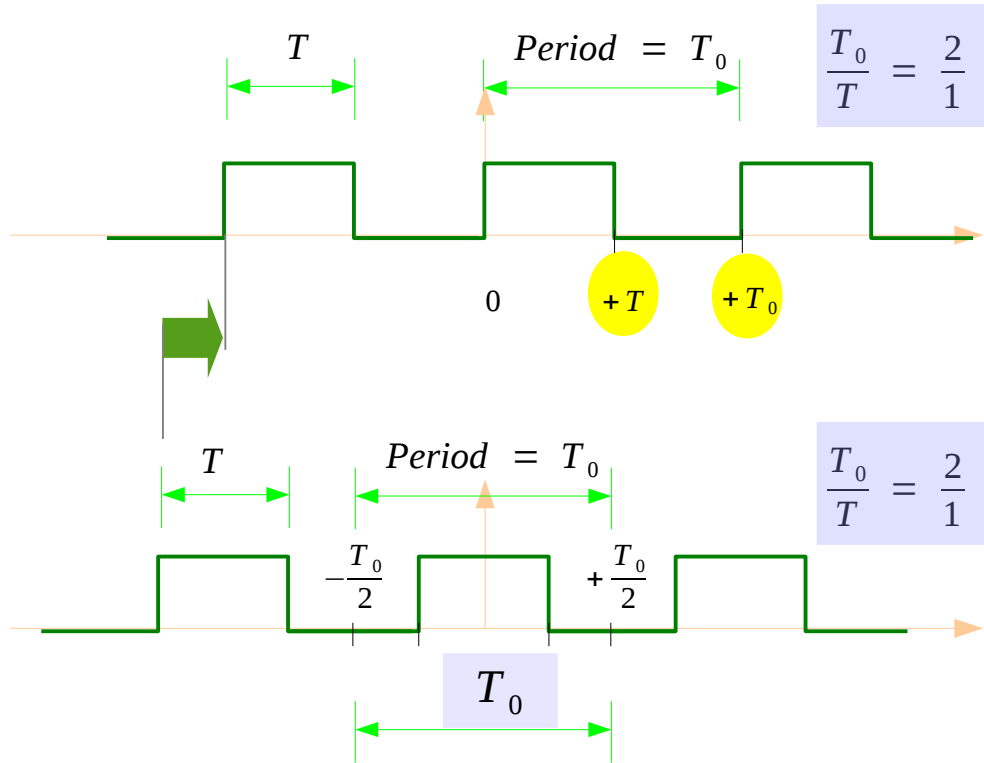 T
Period = T₀
T₀/T = 2/1
0
+T
+T₀
T
Period = T₀
T₀/T = 2/1
−T₀/2
+T₀/2
T₀